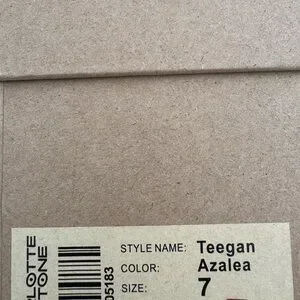 LOTTE
TONE
05183
STYLE NAME: Teegan
COLOR: Azalea
SIZE: 7